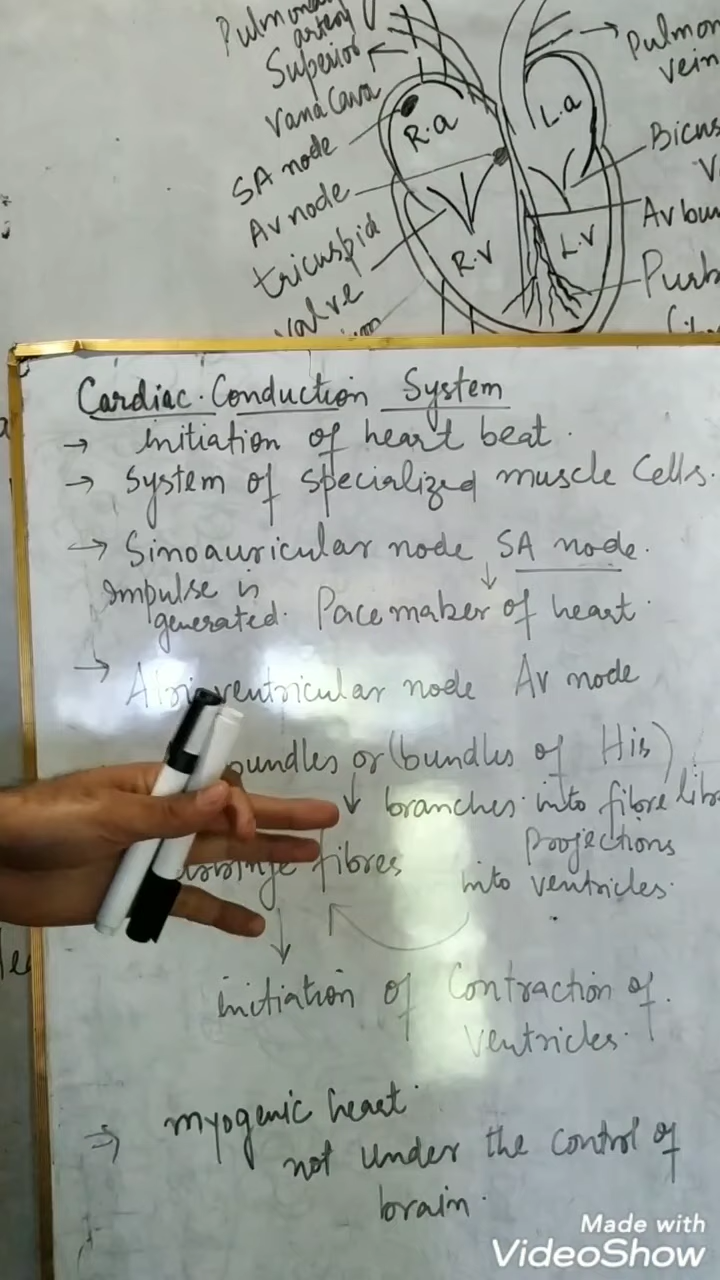 Pulmona
artery
Superior
vana cava
SA node
Av node
tricuspid
valve
R.a
L.a
R.v
L.v
Pulmon
vein
Bicus
V
Av bun
Purk
Cardiac Conduction System
→ initiation of heart beat.
→ System of specialized muscle cells.
→ Sinoauricular node SA node.
Impulse is
generated. Pacemaker of heart.
→ Atrioventricular node Av node
bundles or (bundles of His)
branches into fibre like
projections
fibres into ventricles.
initiation of contraction of
ventricles.
⇒ myogenic heart.
not under the control of
brain.
Made with
VideoShow